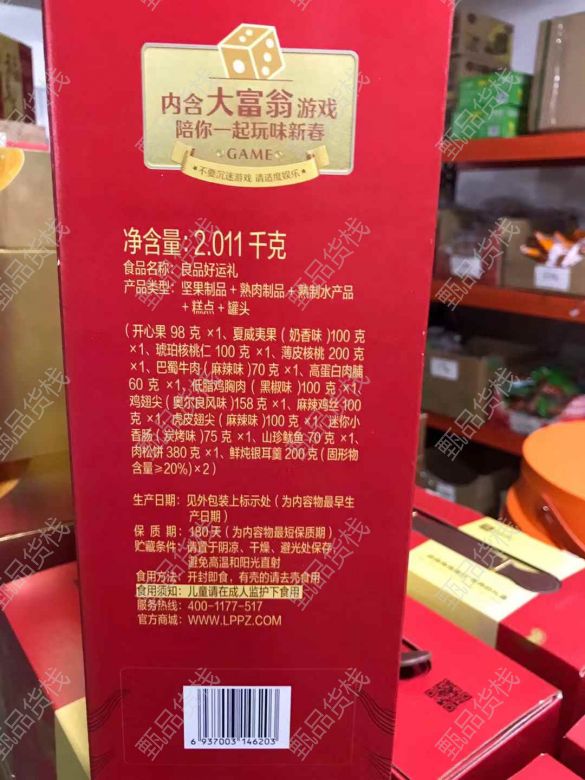 内含大富翁游戏
陪你一起玩味新春
GAME
不要沉迷游戏 请适度娱乐
净含量: 2.011 千克
食品名称: 良品好运礼
产品类型: 坚果制品 + 熟肉制品 + 熟制水产品
+ 糕点 + 罐头
(开心果 98 克 ×1、夏威夷果 (奶香味)100 克
×1、琥珀核桃仁 100 克 ×1、薄皮核桃 200 克
×1、巴蜀牛肉 (麻辣味)70 克 ×1、高蛋白肉脯
60 克 ×1、低脂鸡胸肉 (黑椒味)100 克 ×1、
鸡翅尖 (奥尔良风味)158 克 ×1、麻辣鸡丝 100
克 ×1、虎皮翅尖 (麻辣味)100 克 ×1、迷你小
香肠 (炭烤味)75 克 ×1、山珍鱿鱼 70 克 ×1、
肉松饼 380 克 ×1、鲜炖银耳羹 200 克 (固形物
含量≥20%)×2)
生产日期: 见外包装上标示处 (为内容物最早生
产日期)
保 质 期: 180 天 (为内容物最短保质期)
贮藏条件: 请置于阴凉、干燥、避光处保存,
避免高温和阳光直射
食用方法: 开封即食,有壳的请去壳食用
食用须知: 儿童请在成人监护下食用
服务热线: 400-1177-517
官方商城: WWW.LPPZ.COM
6 937003 146203
甄品货栈